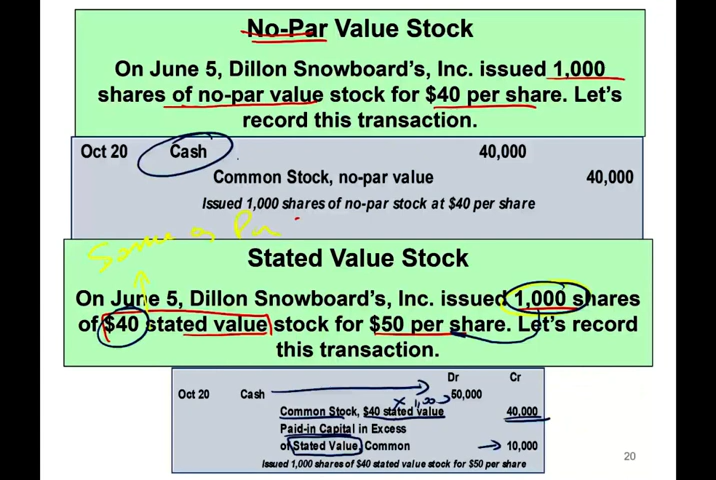 No-Par Value Stock
On June 5, Dillon Snowboard's, Inc. issued 1,000
shares of no-par value stock for $40 per share. Let's
record this transaction.
Oct 20 Cash 40,000
Common Stock, no-par value 40,000
Issued 1,000 shares of no-par stock at $40 per share
Same as Par
Stated Value Stock
On June 5, Dillon Snowboard's, Inc. issued 1,000 shares
of $40 stated value stock for $50 per share. Let's record
this transaction.
Dr Cr
Oct 20 Cash 50,000
x 1,000
Common Stock, $40 stated value 40,000
Paid-in Capital in Excess
of Stated Value, Common 10,000
Issued 1,000 shares of $40 stated value stock for $50 per share
20